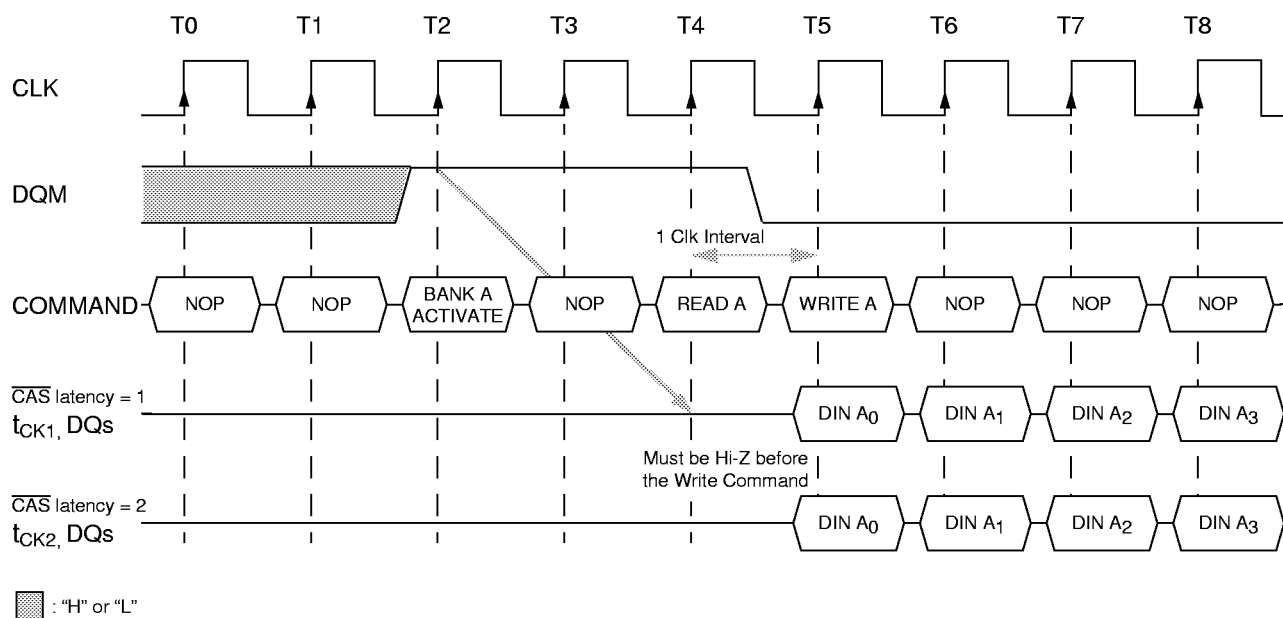 T0 T1 T2 T3 T4 T5 T6 T7 T8
CLK
DQM
1 Clk Interval
COMMAND NOP NOP BANK A ACTIVATE NOP READ A WRITE A NOP NOP NOP
CAS latency = 1
tCK1, DQs DIN A0 DIN A1 DIN A2 DIN A3
Must be Hi-Z before
the Write Command
CAS latency = 2
tCK2, DQs DIN A0 DIN A1 DIN A2 DIN A3
: “H” or “L”